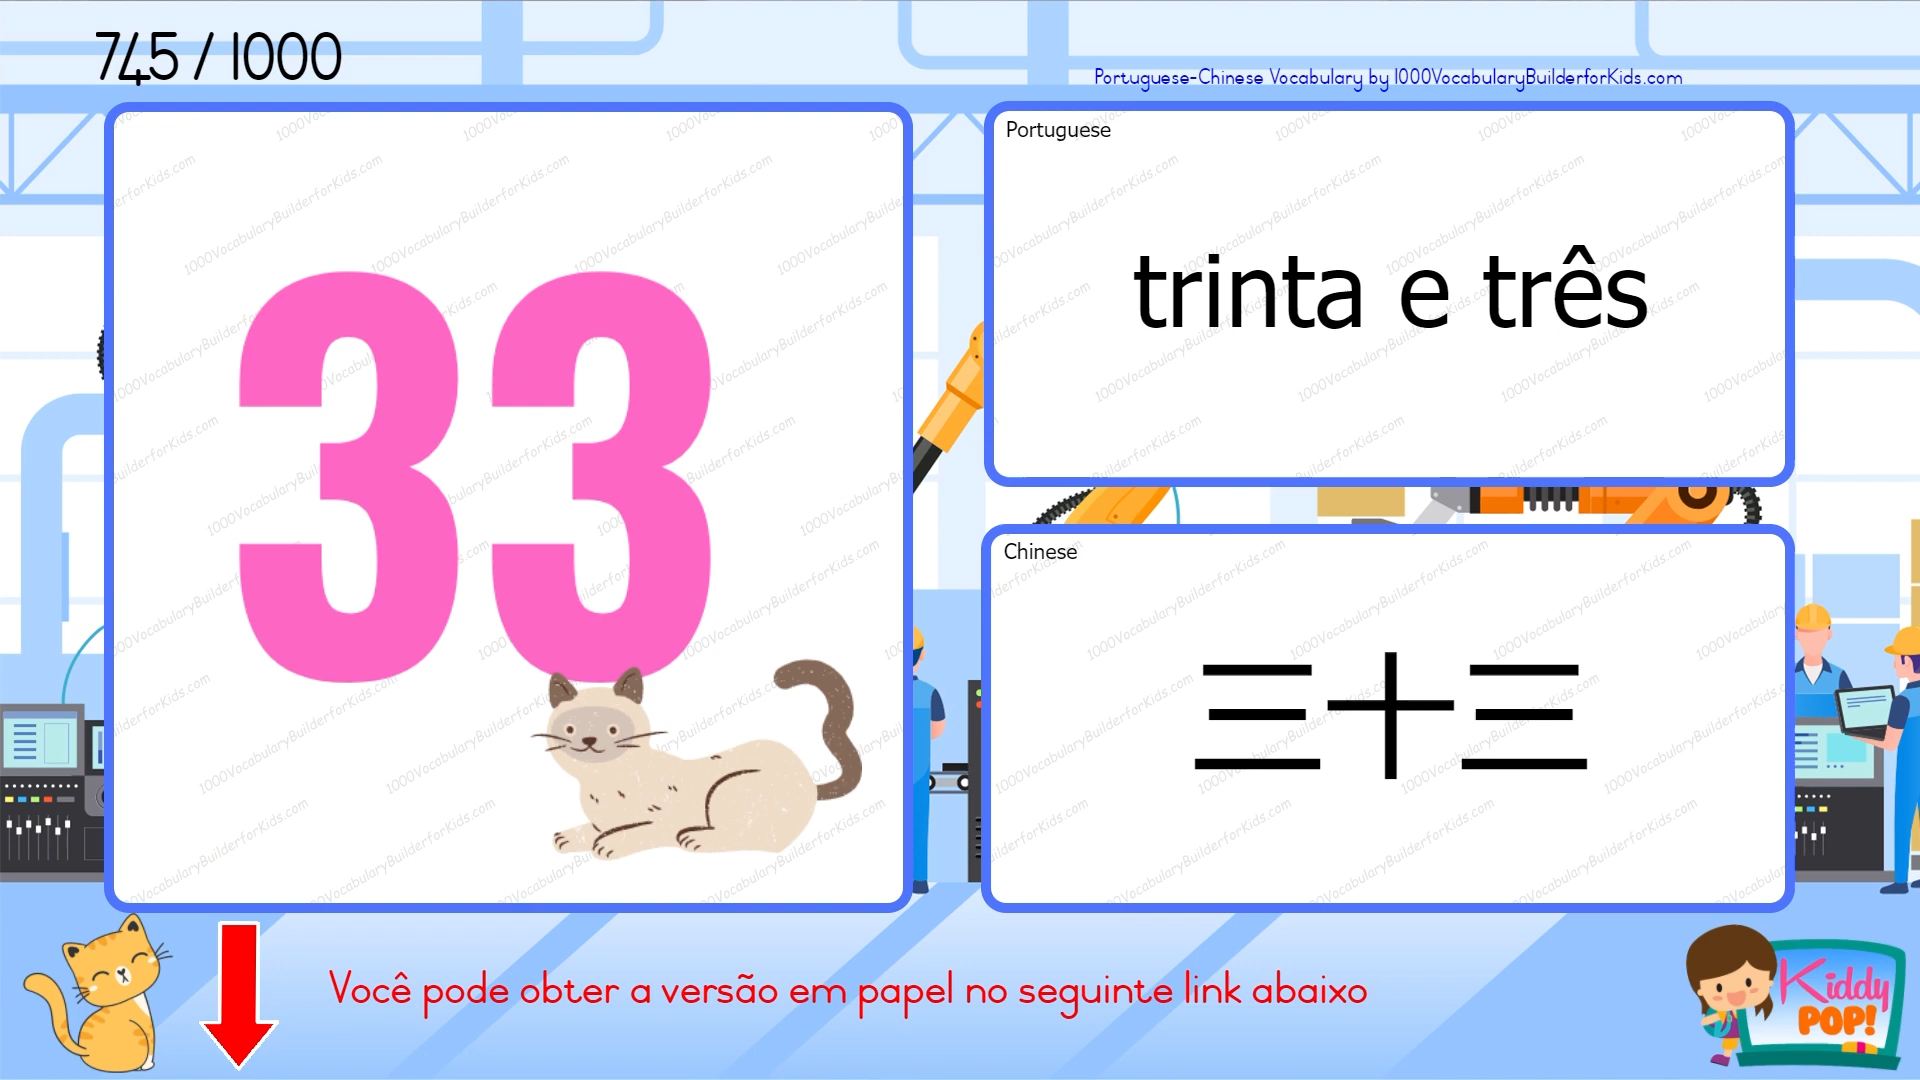 745 / 1000
Portuguese-Chinese Vocabulary by 1000VocabularyBuilderforKids.com
33
Portuguese
trinta e três
Chinese
三十三
Você pode obter a versão em papel no seguinte link abaixo
Kiddy
POP!